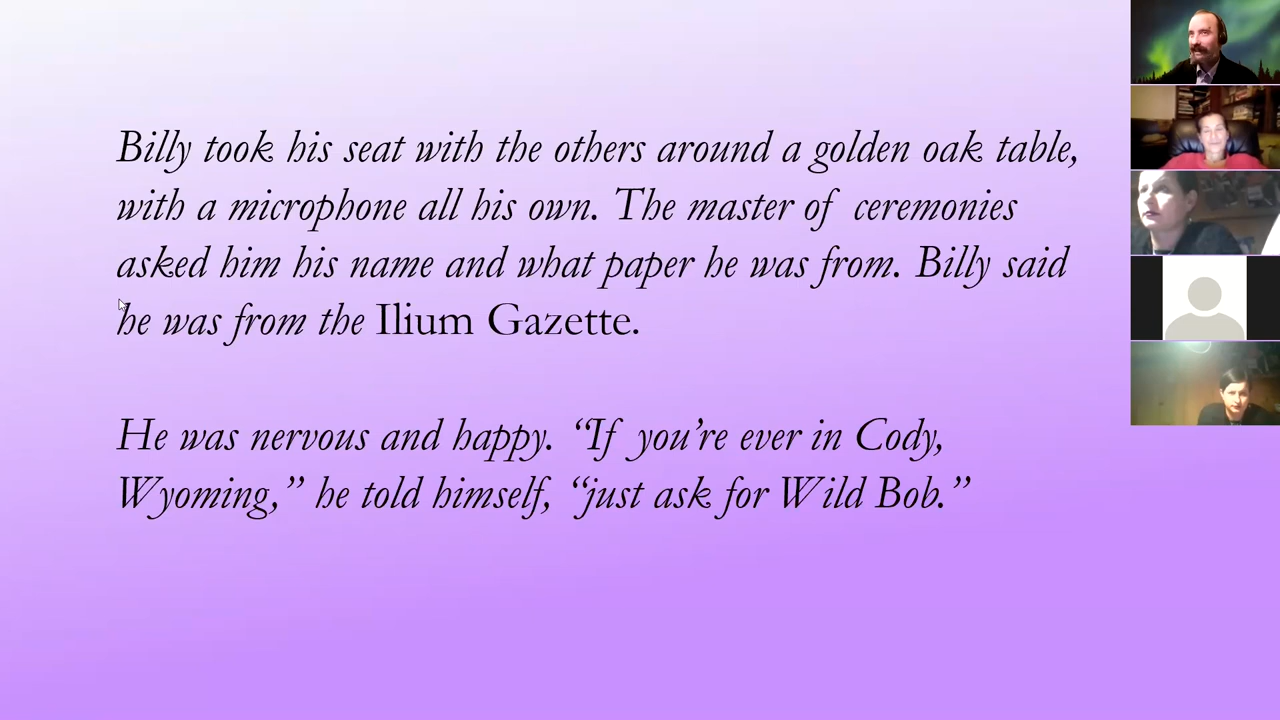 Billy took his seat with the others around a golden oak table,
with a microphone all his own. The master of ceremonies
asked him his name and what paper he was from. Billy said
he was from the Ilium Gazette.
He was nervous and happy. “If you’re ever in Cody,
Wyoming,” he told himself, “just ask for Wild Bob.”